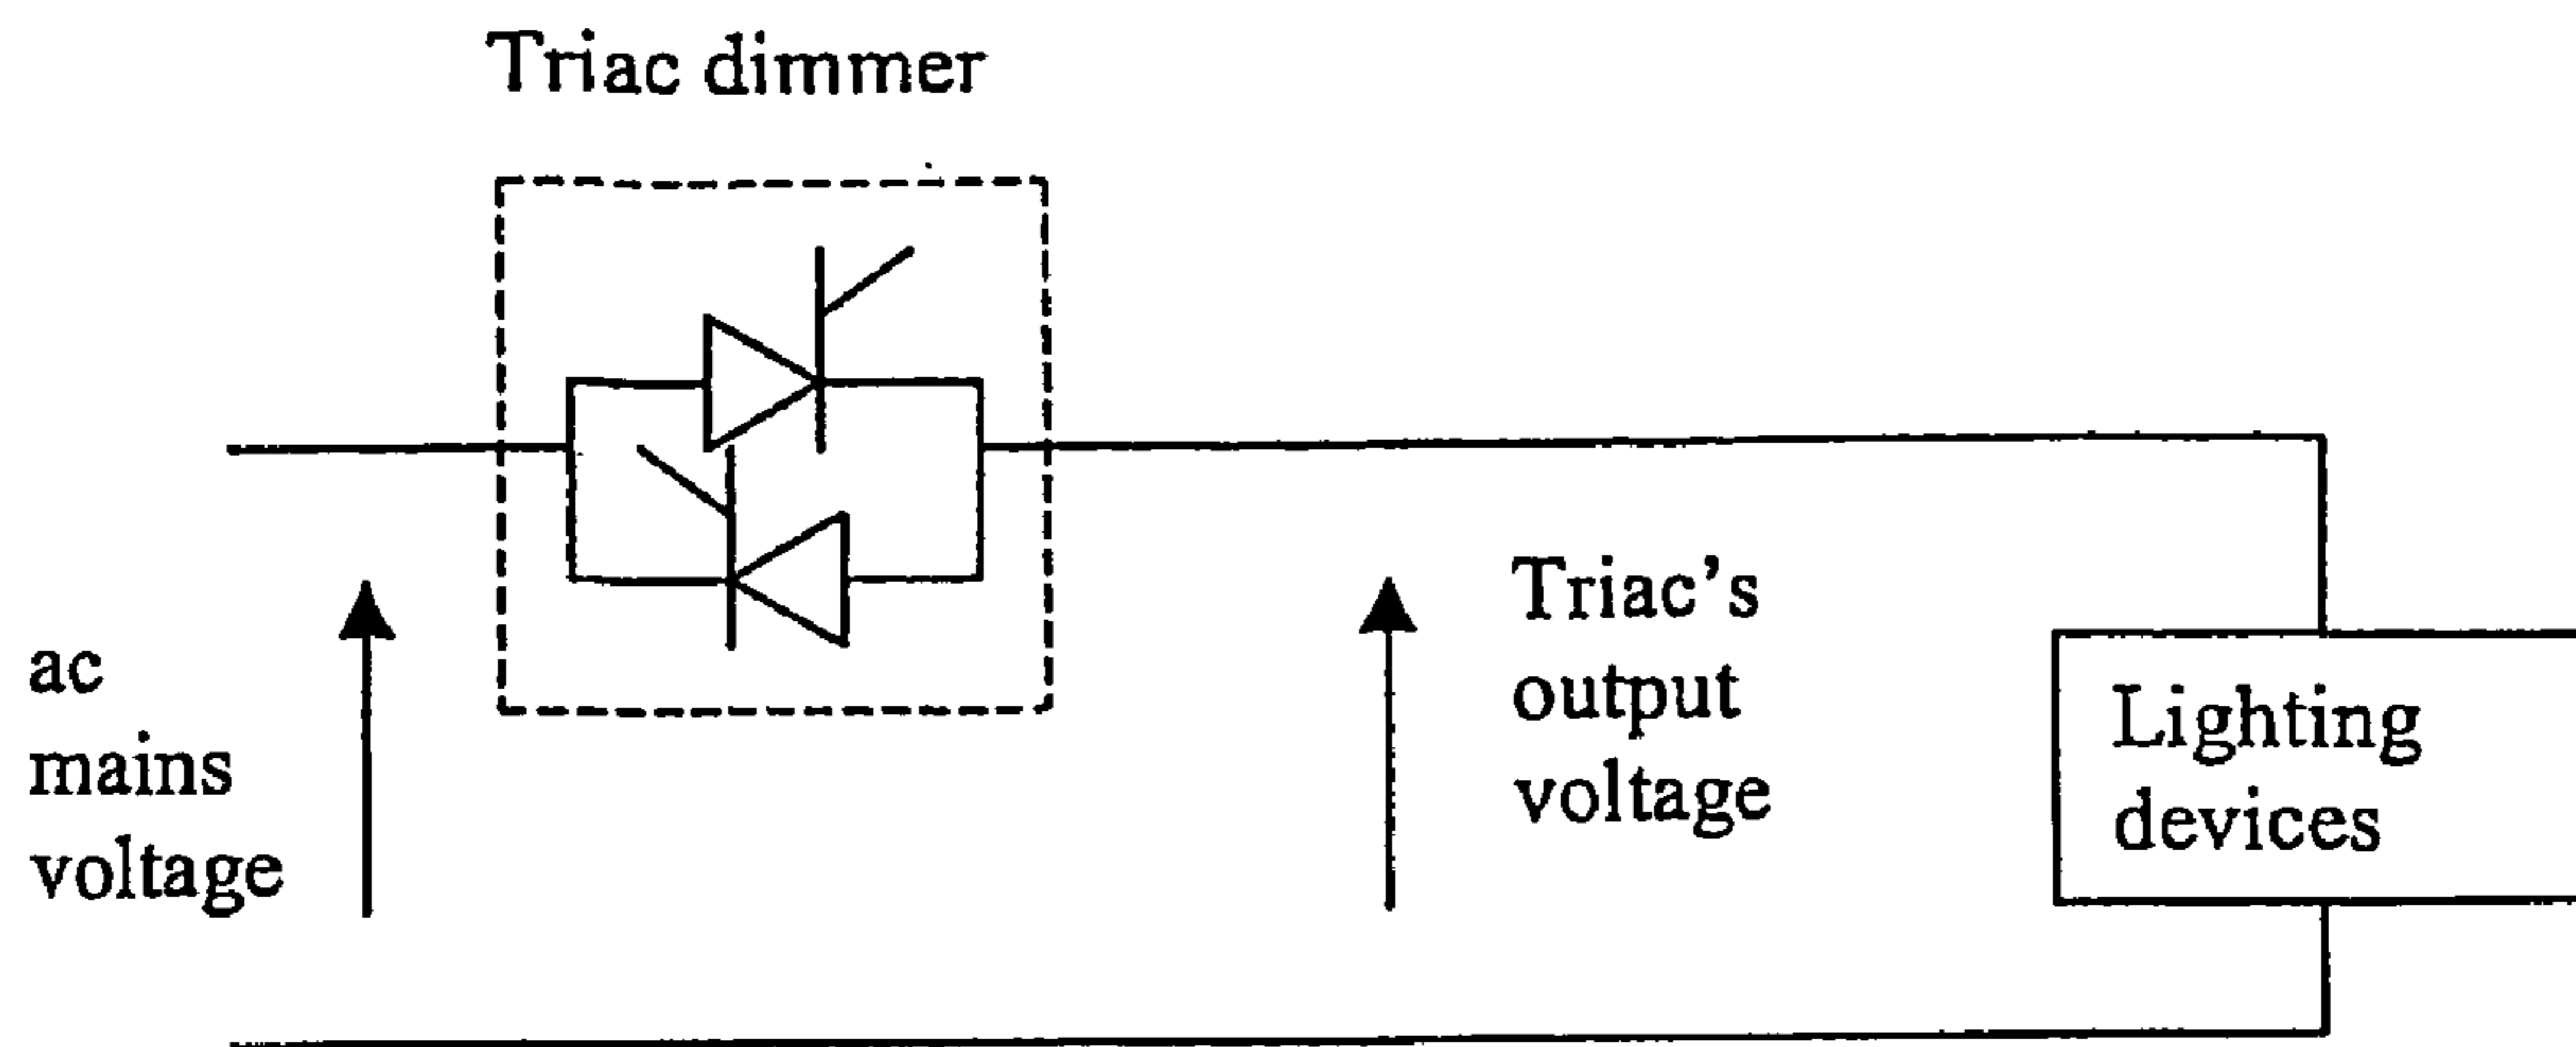 Triac dimmer
ac
mains
voltage
Triac's
output
voltage
Lighting
devices